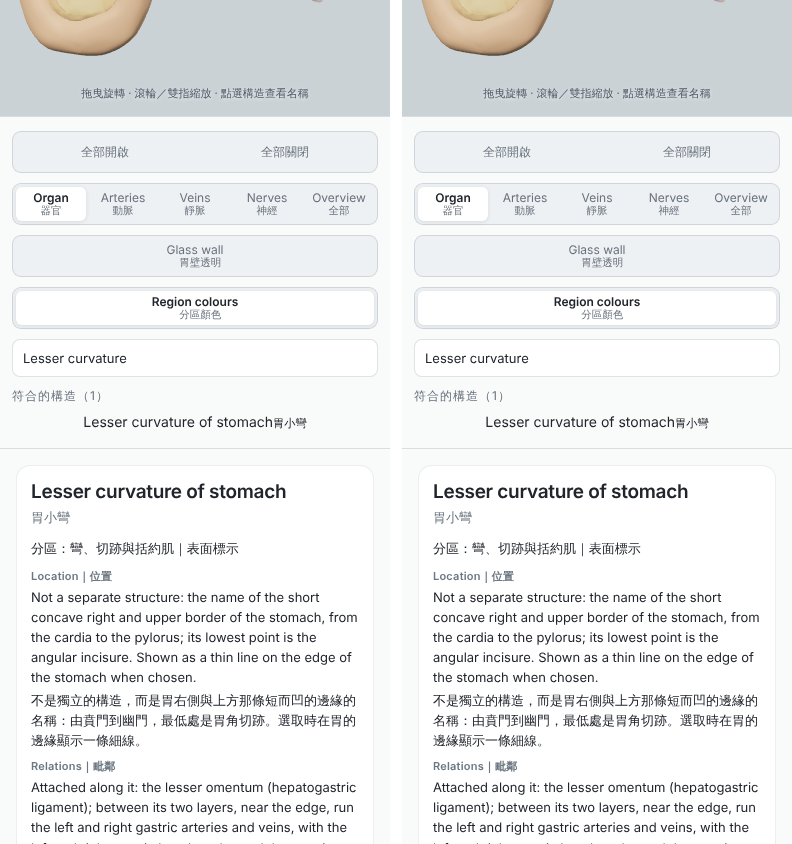 拖曳旋轉 · 滾輪／雙指縮放 · 點選構造查看名稱
全部開啟 全部關閉
Organ Arteries Veins Nerves Overview
器官 動脈 靜脈 神經 全部
Glass wall
胃壁透明
Region colours
分區顏色
Lesser curvature
符合的構造（1）
Lesser curvature of stomach胃小彎
Lesser curvature of stomach
胃小彎
分區：彎、切跡與括約肌｜表面標示
Location｜位置
Not a separate structure: the name of the short
concave right and upper border of the stomach, from
the cardia to the pylorus; its lowest point is the
angular incisure. Shown as a thin line on the edge of
the stomach when chosen.
不是獨立的構造，而是胃右側與上方那條短而凹的邊緣的
名稱：由賁門到幽門，最低處是胃角切跡。選取時在胃的
邊緣顯示一條細線。
Relations｜毗鄰
Attached along it: the lesser omentum (hepatogastric
ligament); between its two layers, near the edge, run
the left and right gastric arteries and veins, with the
拖曳旋轉 · 滾輪／雙指縮放 · 點選構造查看名稱
全部開啟 全部關閉
Organ Arteries Veins Nerves Overview
器官 動脈 靜脈 神經 全部
Glass wall
胃壁透明
Region colours
分區顏色
Lesser curvature
符合的構造（1）
Lesser curvature of stomach胃小彎
Lesser curvature of stomach
胃小彎
分區：彎、切跡與括約肌｜表面標示
Location｜位置
Not a separate structure: the name of the short
concave right and upper border of the stomach, from
the cardia to the pylorus; its lowest point is the
angular incisure. Shown as a thin line on the edge of
the stomach when chosen.
不是獨立的構造，而是胃右側與上方那條短而凹的邊緣的
名稱：由賁門到幽門，最低處是胃角切跡。選取時在胃的
邊緣顯示一條細線。
Relations｜毗鄰
Attached along it: the lesser omentum (hepatogastric
ligament); between its two layers, near the edge, run
the left and right gastric arteries and veins, with the